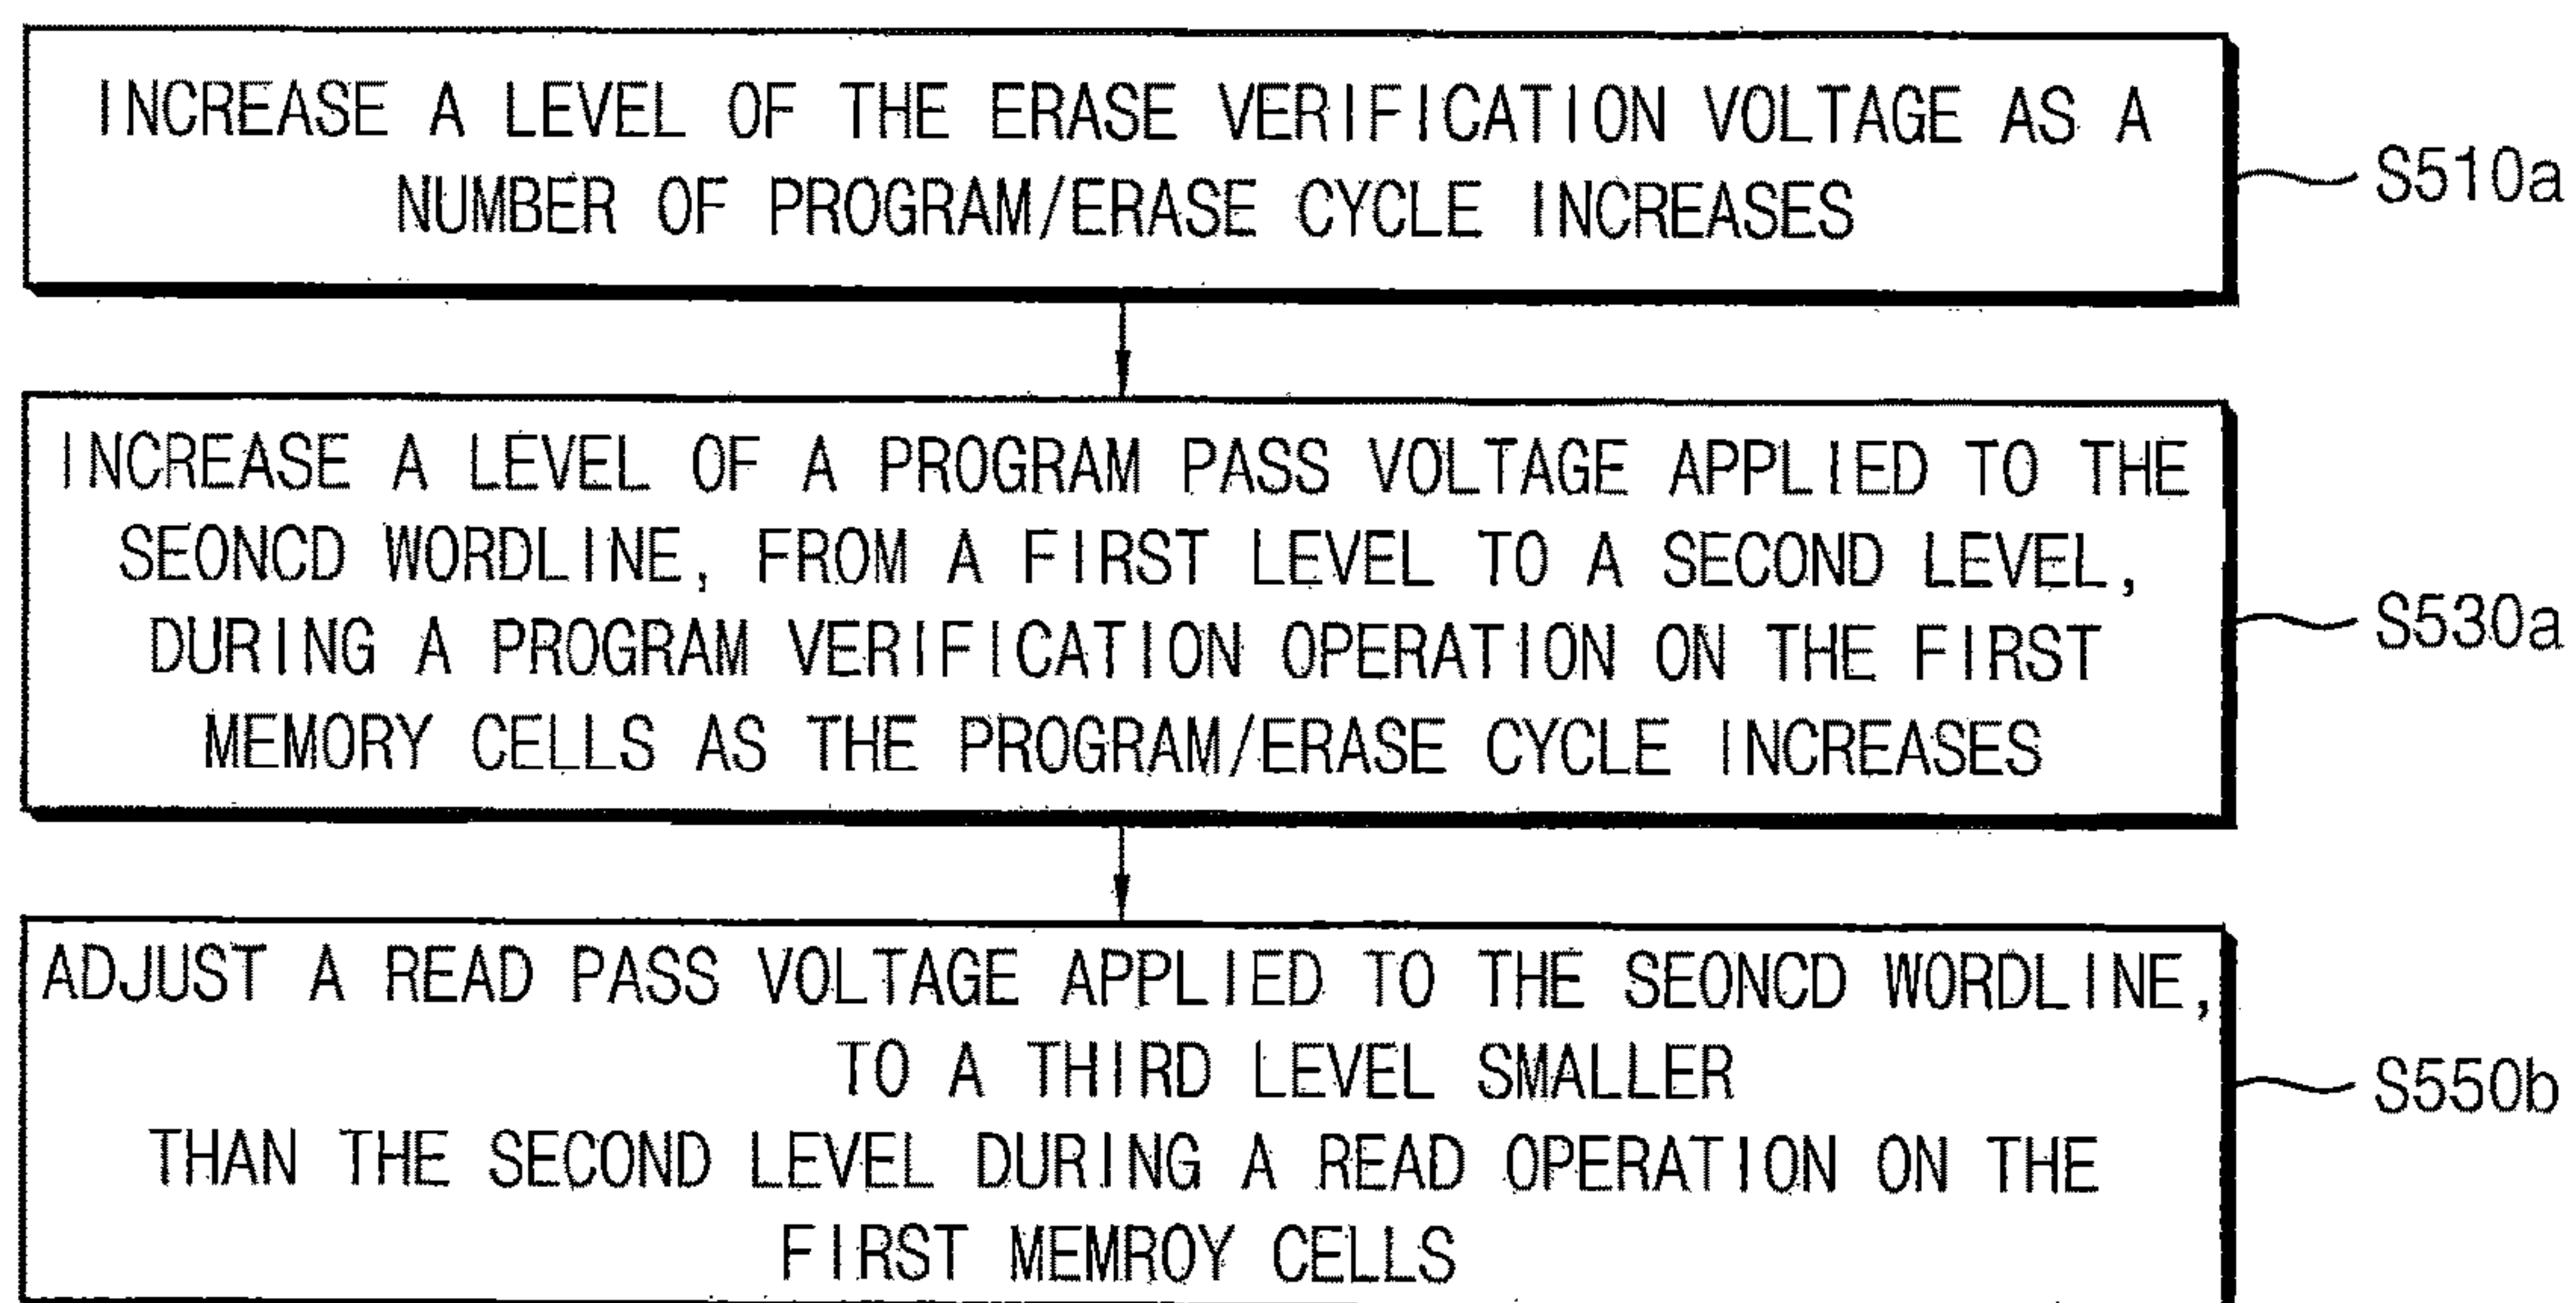 INCREASE A LEVEL OF THE ERASE VERIFICATION VOLTAGE AS A
NUMBER OF PROGRAM/ERASE CYCLE INCREASES
S510a
INCREASE A LEVEL OF A PROGRAM PASS VOLTAGE APPLIED TO THE
SEONCD WORDLINE, FROM A FIRST LEVEL TO A SECOND LEVEL,
DURING A PROGRAM VERIFICATION OPERATION ON THE FIRST
MEMORY CELLS AS THE PROGRAM/ERASE CYCLE INCREASES
S530a
ADJUST A READ PASS VOLTAGE APPLIED TO THE SEONCD WORDLINE,
TO A THIRD LEVEL SMALLER
THAN THE SECOND LEVEL DURING A READ OPERATION ON THE
FIRST MEMROY CELLS
S550b